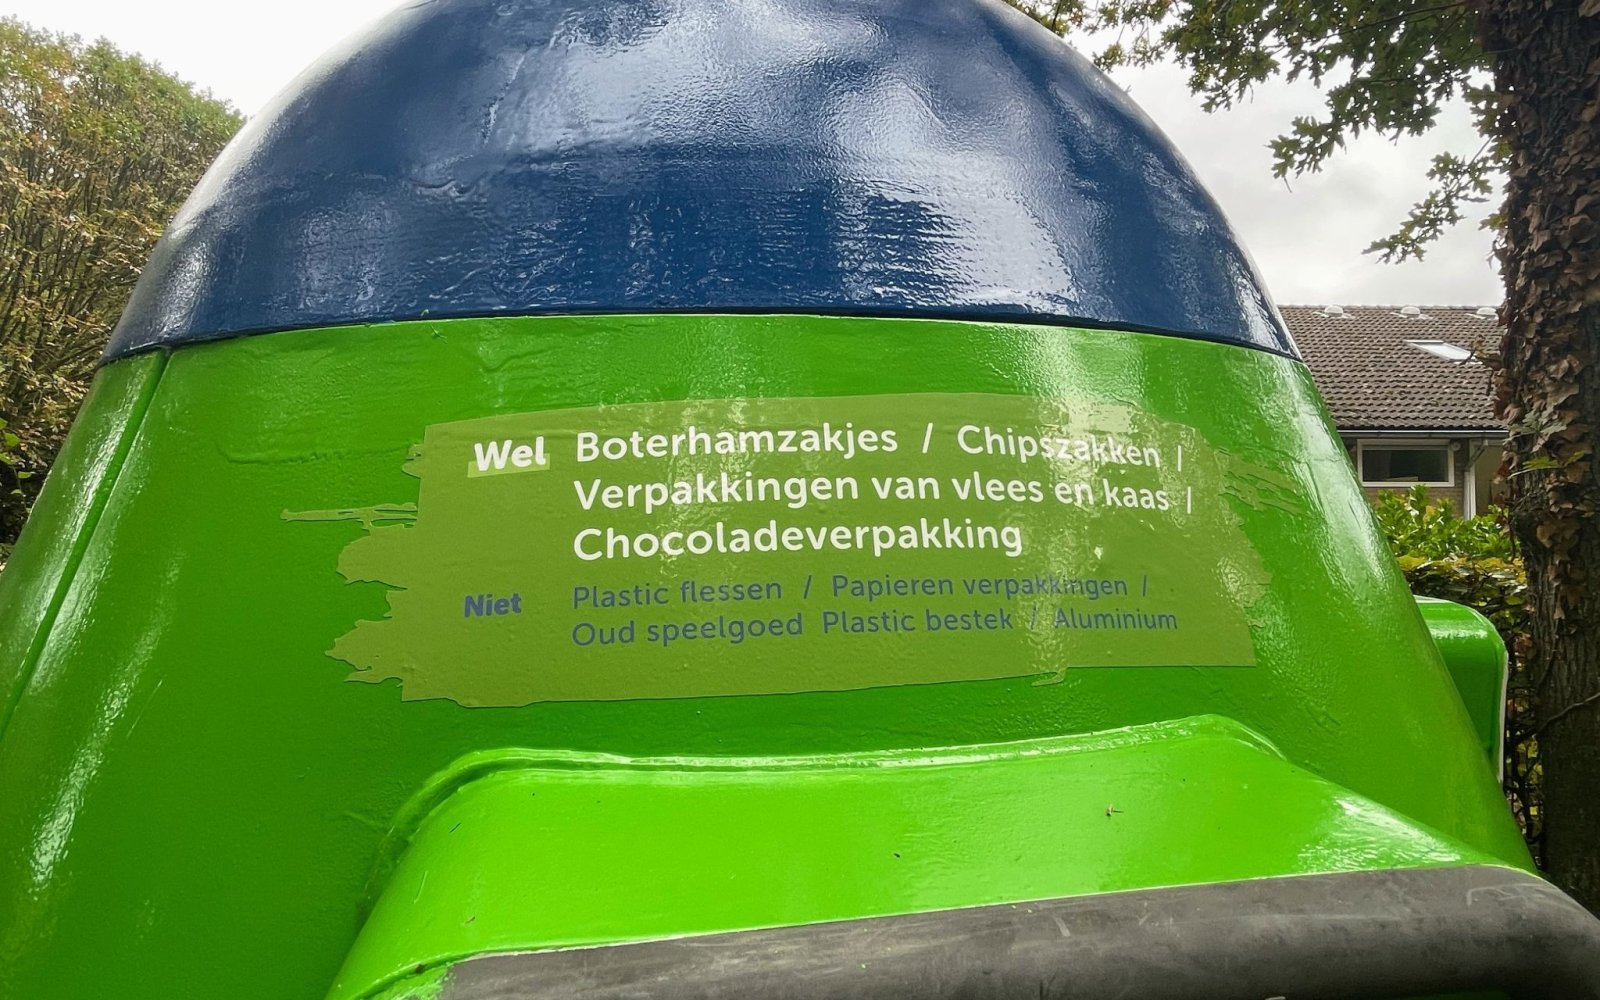 Wel Boterhamzakjes / Chipszakken /
Verpakkingen van vlees en kaas /
Chocoladeverpakking
Niet Plastic flessen / Papieren verpakkingen /
Oud speelgoed Plastic bestek / Aluminium